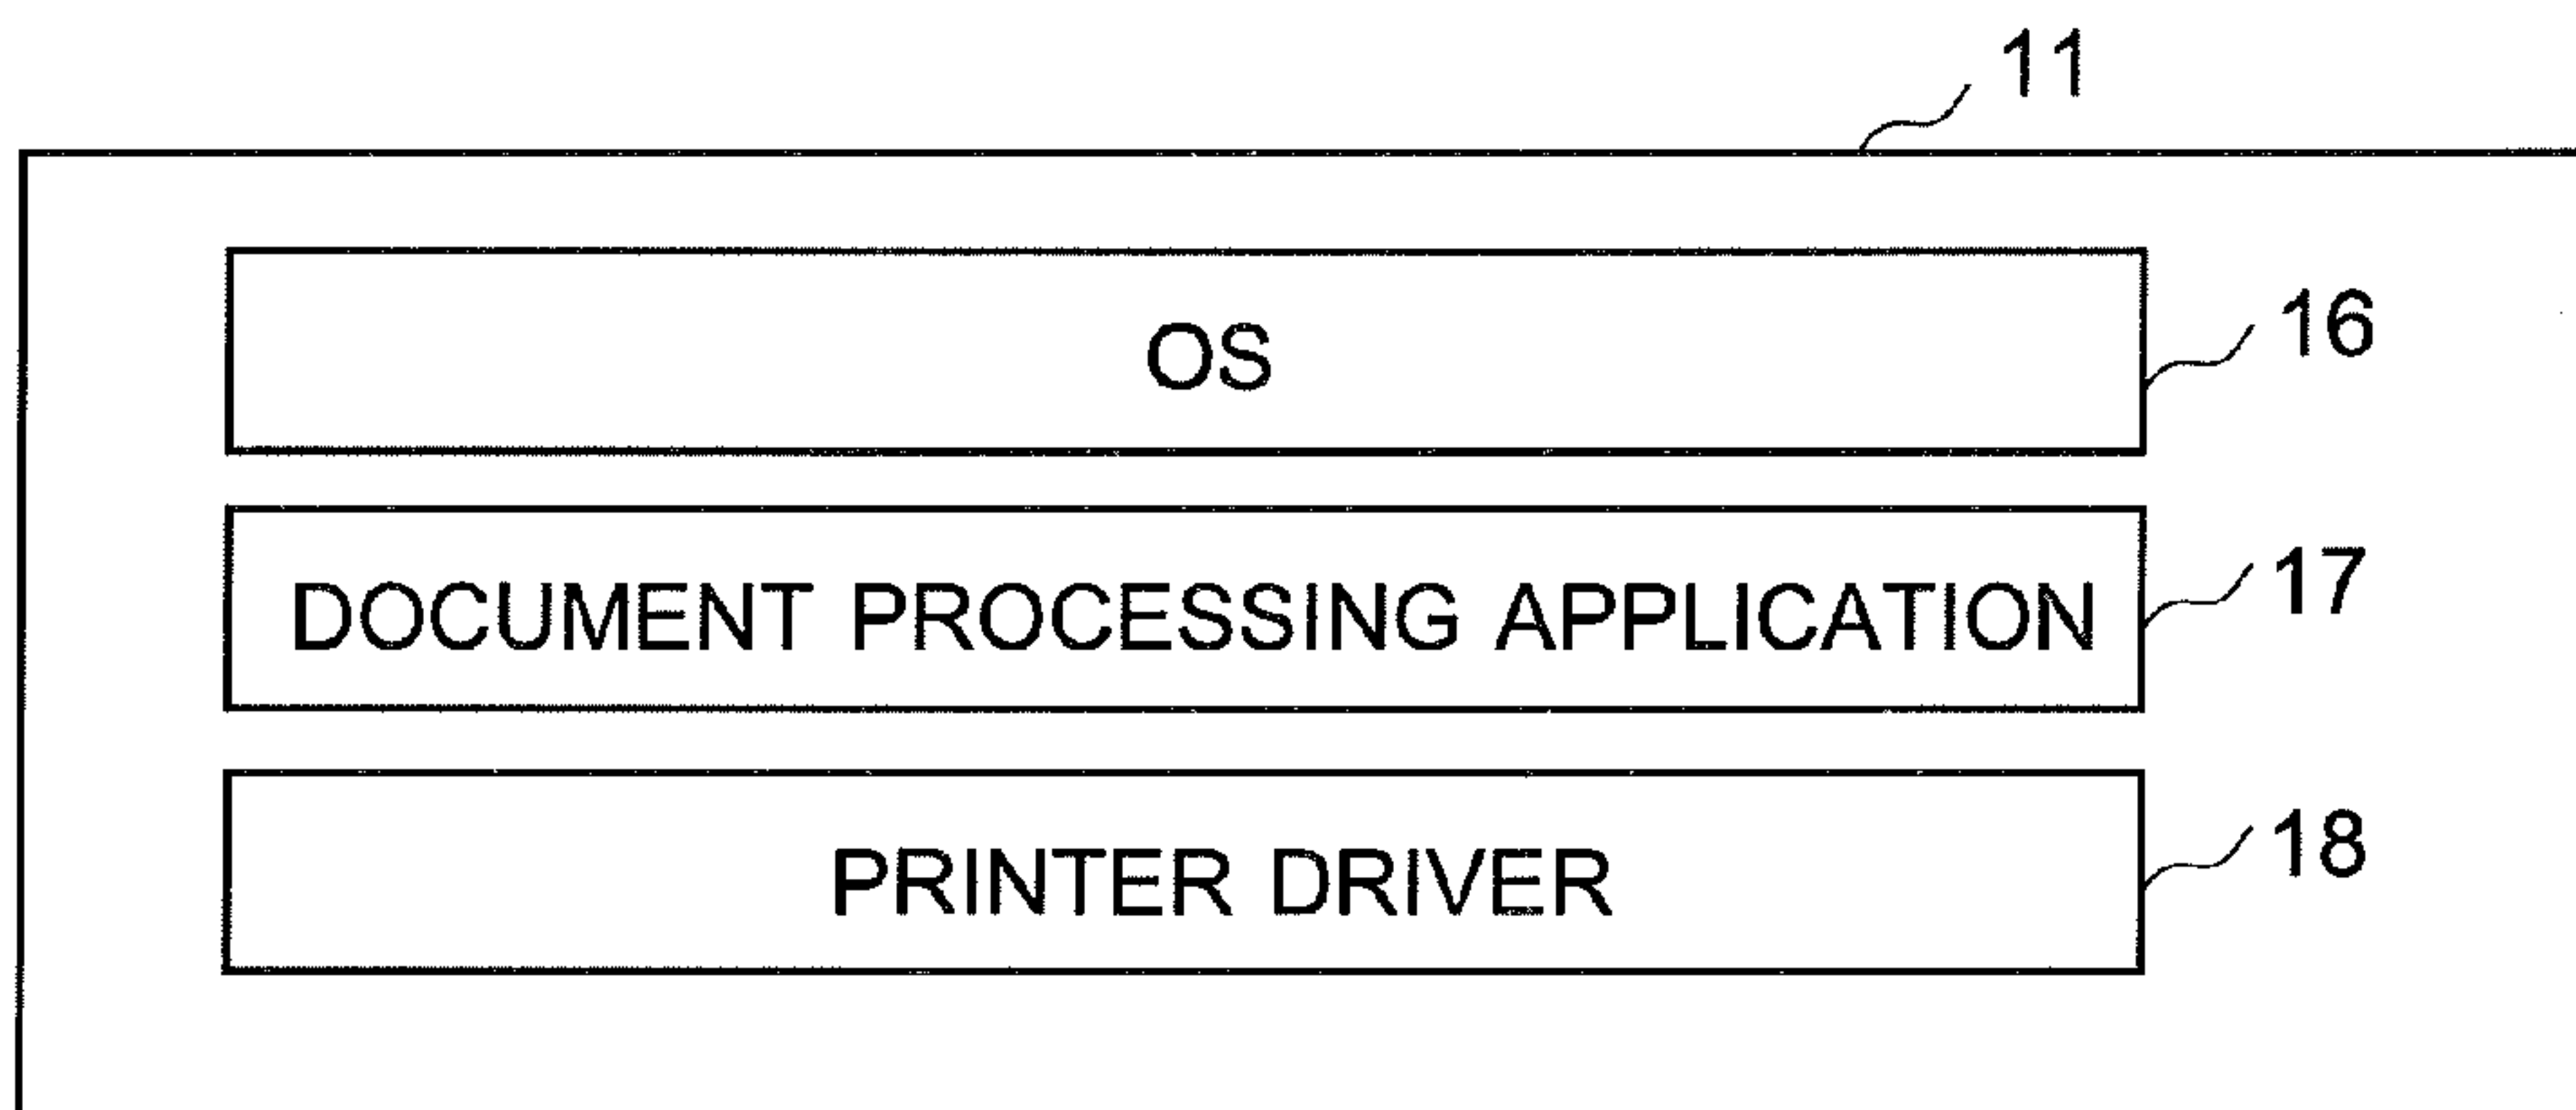 11
OS
16
DOCUMENT PROCESSING APPLICATION
17
PRINTER DRIVER
18